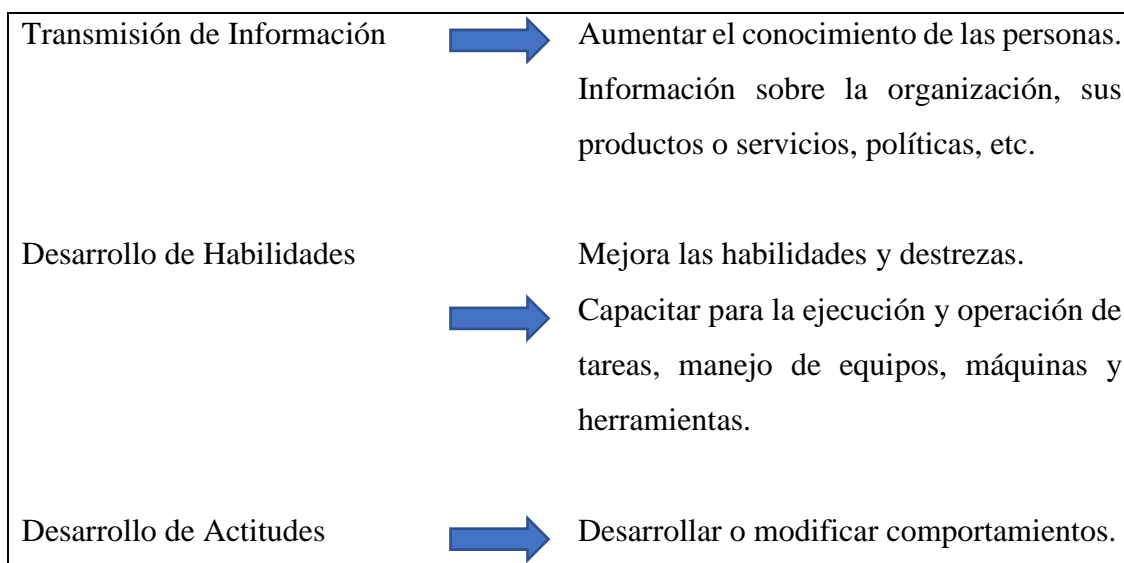 Transmisión de Información
Aumentar el conocimiento de las personas.
Información sobre la organización, sus
productos o servicios, políticas, etc.
Desarrollo de Habilidades
Mejora las habilidades y destrezas.
Capacitar para la ejecución y operación de
tareas, manejo de equipos, máquinas y
herramientas.
Desarrollo de Actitudes
Desarrollar o modificar comportamientos.